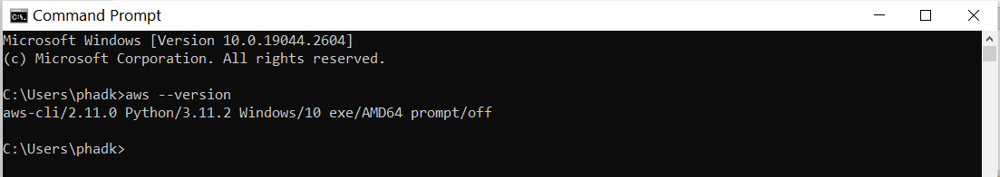 Command Prompt
Microsoft Windows [Version 10.0.19044.2604]
(c) Microsoft Corporation. All rights reserved.
C:\Users\phadk>aws --version
aws-cli/2.11.0 Python/3.11.2 Windows/10 exe/AMD64 prompt/off
C:\Users\phadk>